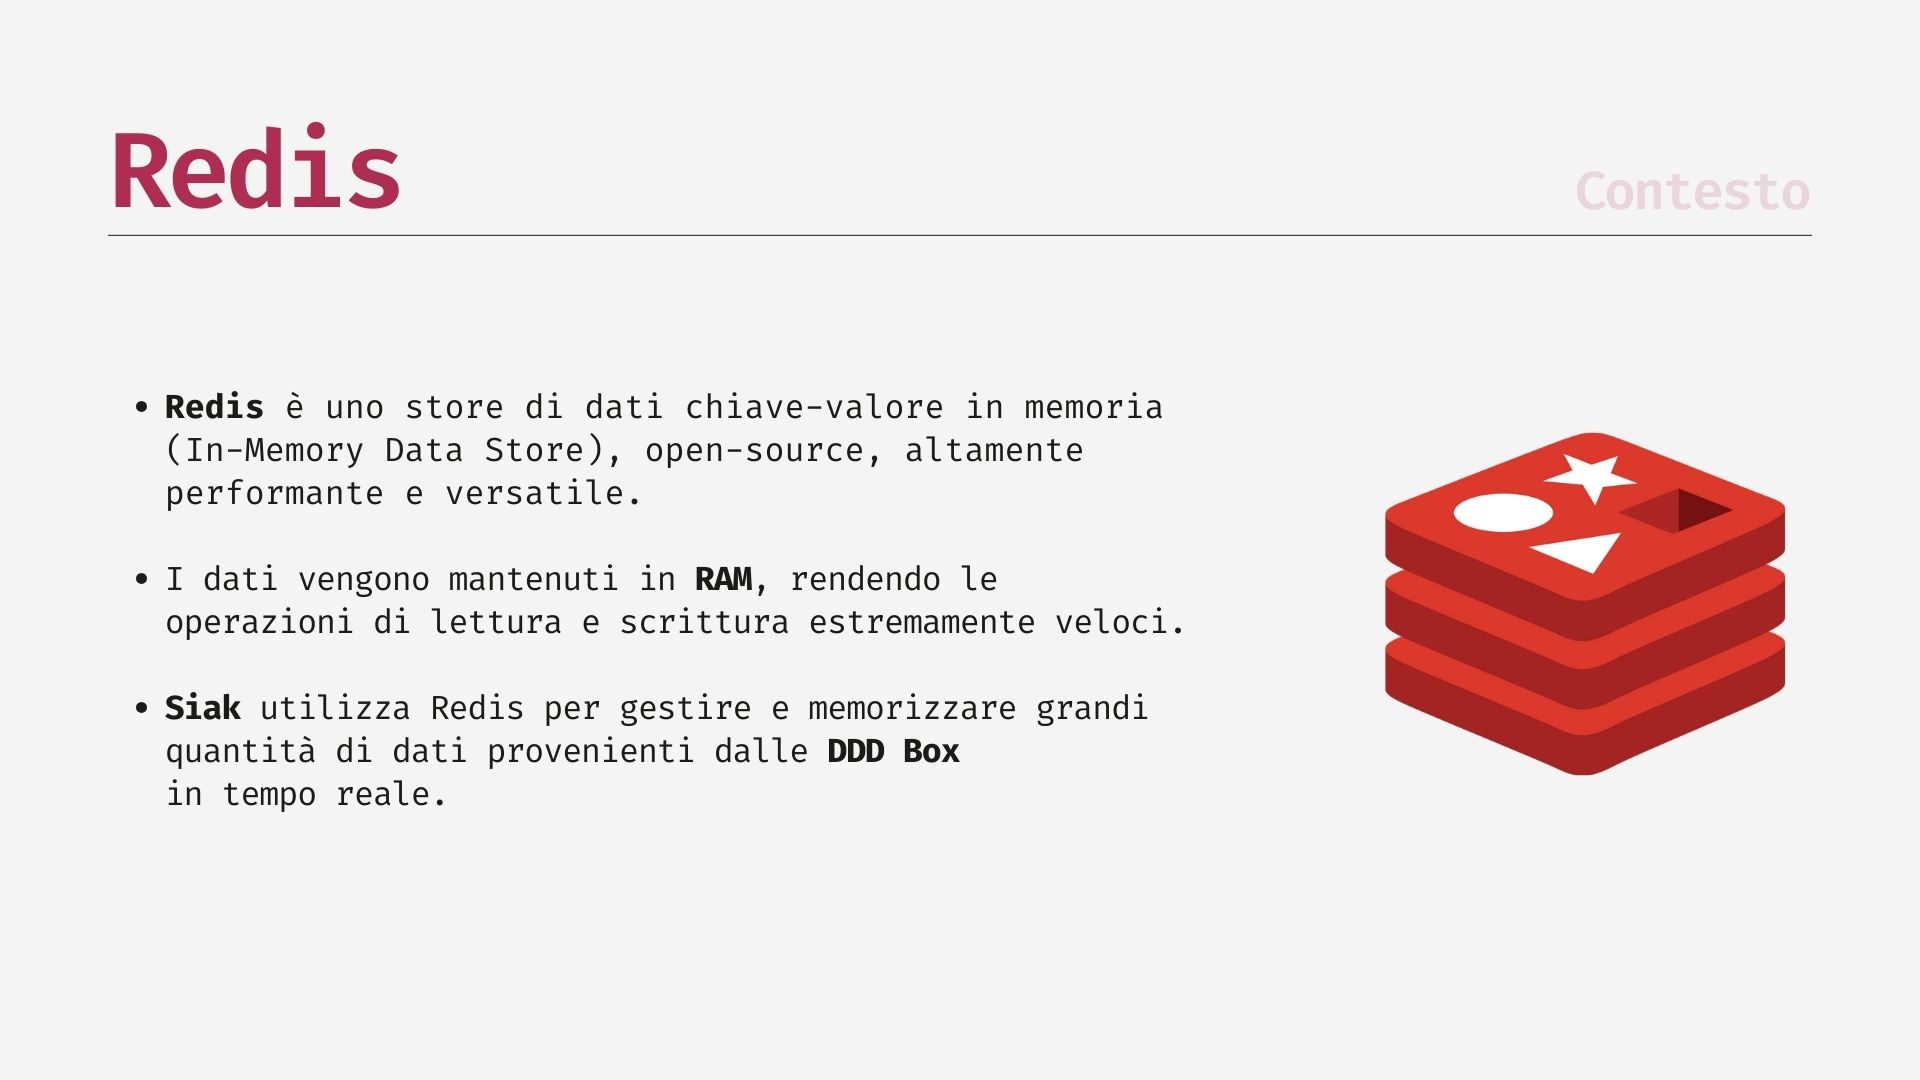 Redis
Contesto
• Redis è uno store di dati chiave-valore in memoria
(In-Memory Data Store), open-source, altamente
performante e versatile.
• I dati vengono mantenuti in RAM, rendendo le
operazioni di lettura e scrittura estremamente veloci.
• Siak utilizza Redis per gestire e memorizzare grandi
quantità di dati provenienti dalle DDD Box
in tempo reale.